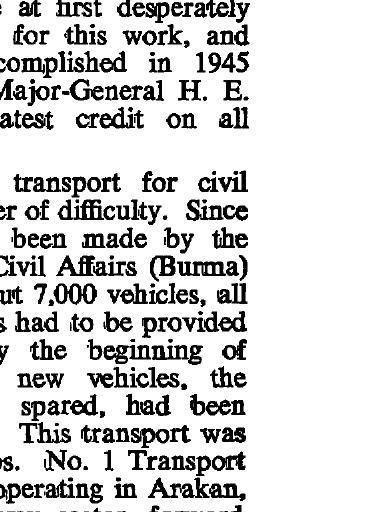 at first desperately
for this work, and
complished in 1945
Major-General H. E.
atest credit on all
transport for civil
er of difficulty. Since
been made by the
Civil Affairs (Burma)
ut 7,000 vehicles, all
s had to be provided
y the beginning of
new vehicles, the
spared, had been
This transport was
s. No. 1 Transport
operating in Arakan,